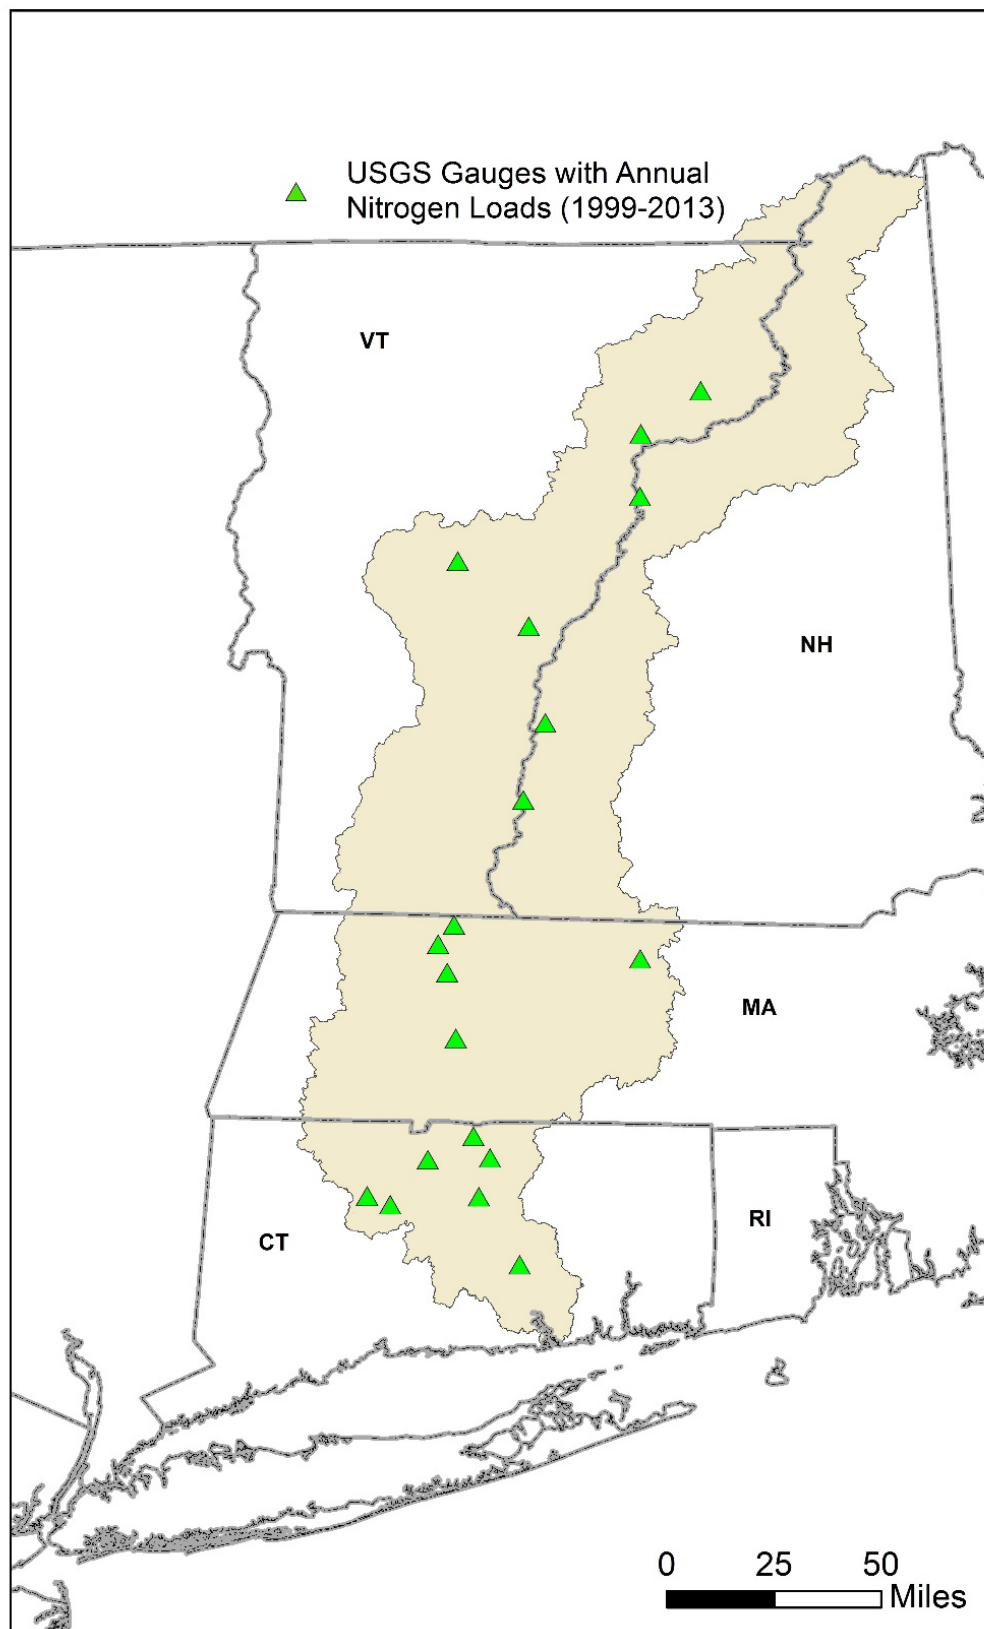 USGS Gauges with Annual
Nitrogen Loads (1999-2013)
VT
NH
MA
CT
RI
0 25 50
Miles